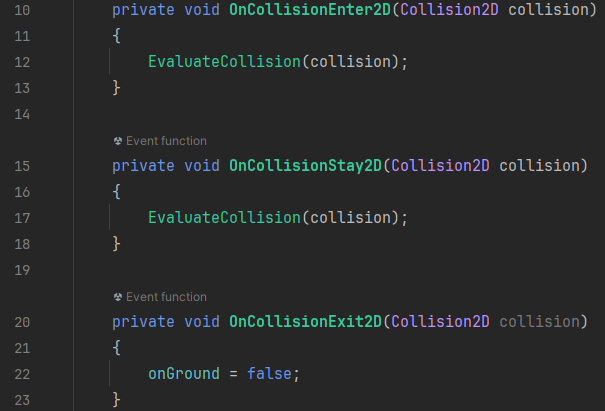 10 private void OnCollisionEnter2D(Collision2D collision)
11 {
12 EvaluateCollision(collision);
13 }
14
Event function
15 private void OnCollisionStay2D(Collision2D collision)
16 {
17 EvaluateCollision(collision);
18 }
19
Event function
20 private void OnCollisionExit2D(Collision2D collision)
21 {
22 onGround = false;
23 }